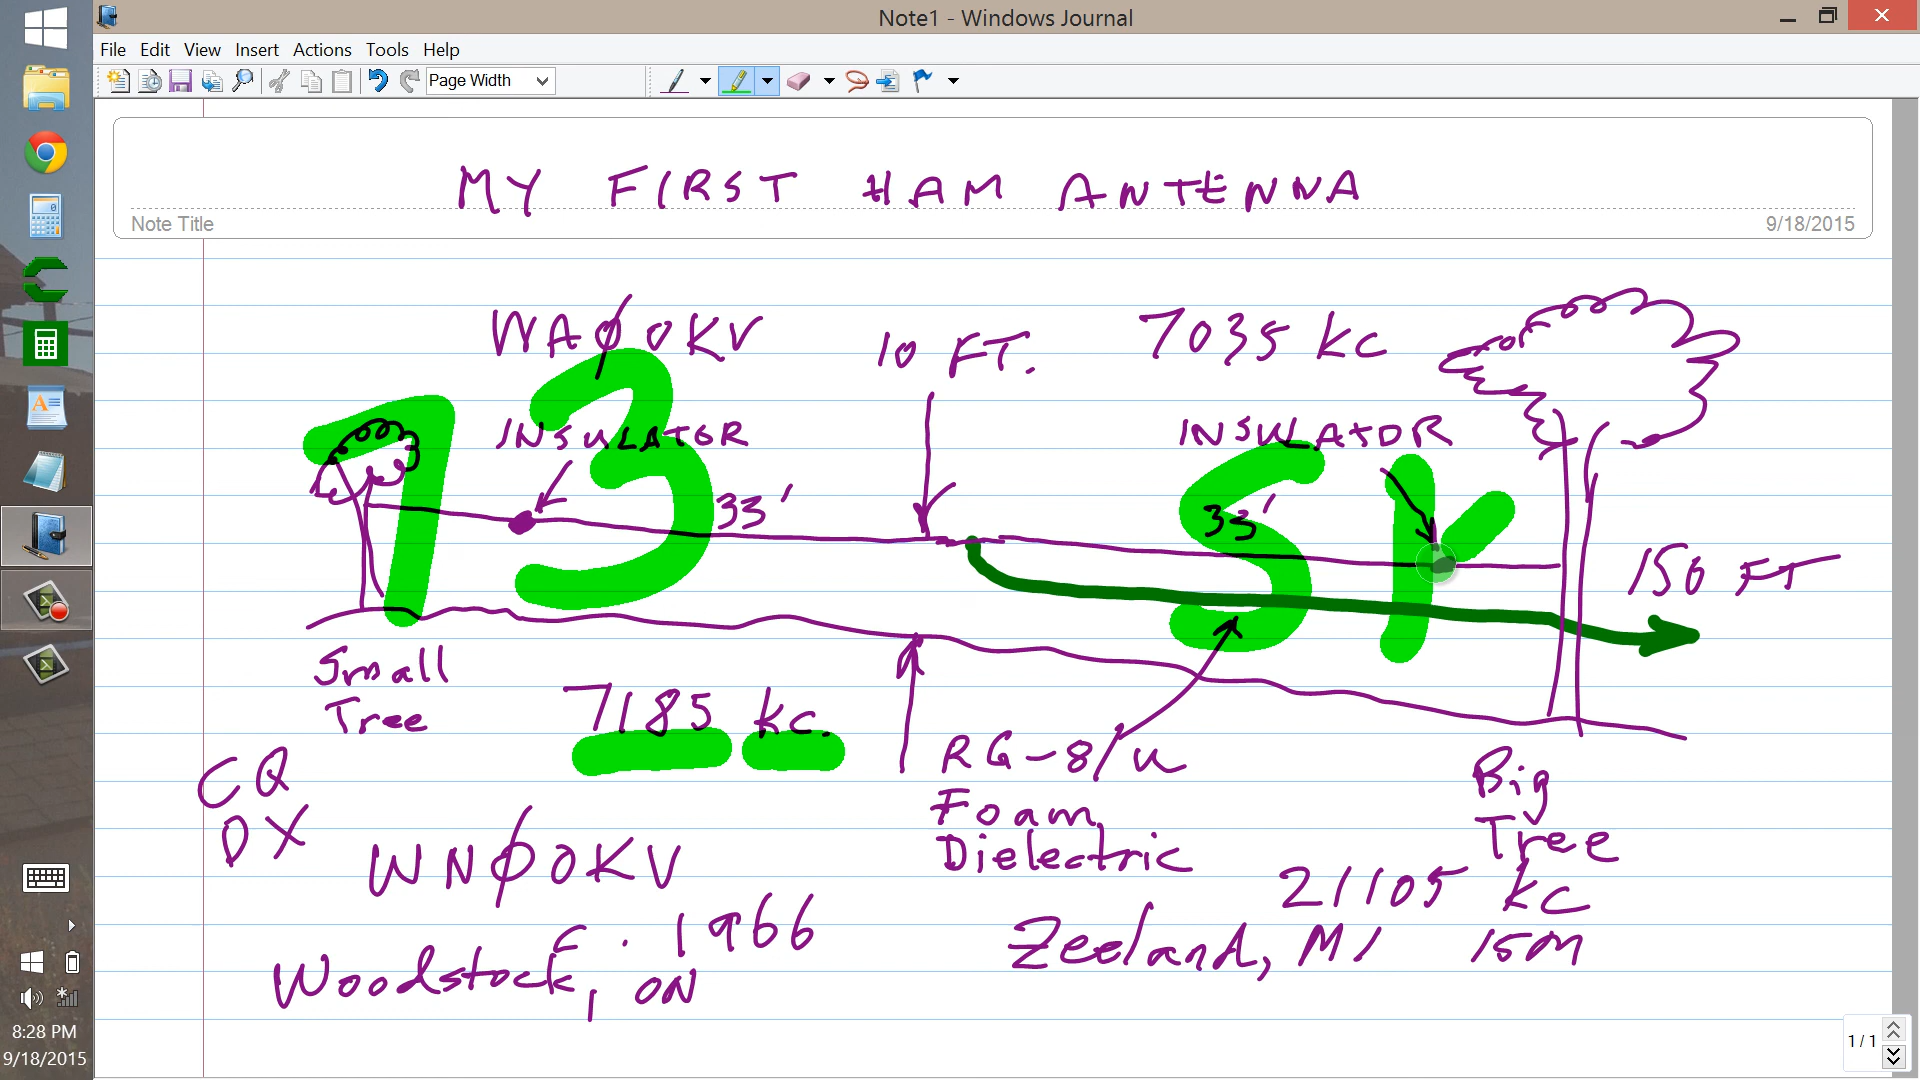 Note1 - Windows Journal
File Edit View Insert Actions Tools Help
Page Width
MY FIRST HAM ANTENNA
Note Title
9/18/2015
WAØOKV
10 FT.
7035 KC
INSULATOR
INSULATOR
73
SK
33'
33'
150 FT
Small
Tree
7185 KC.
RG-8/U
Foam
Dielectric
Big
Tree
CQ
DX
WNØOKV
21105 KC
15M
C. 1966
Woodstock, ON
Zeeland, MI
1 / 1
8:28 PM
9/18/2015